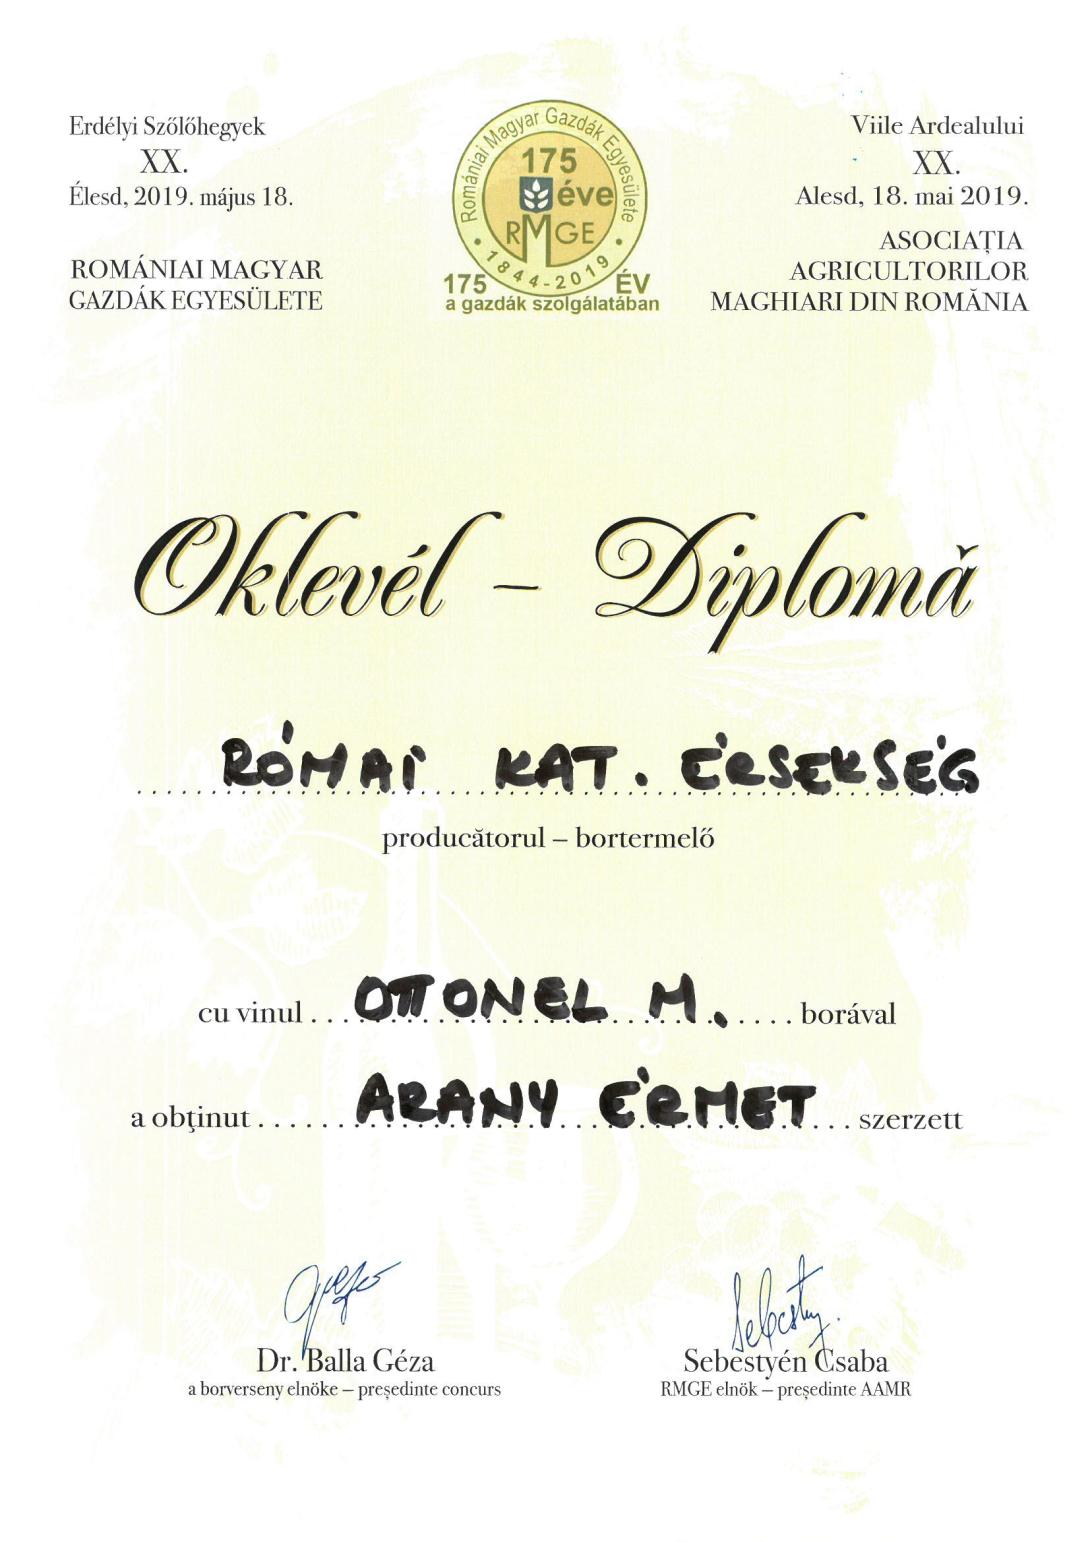 Erdélyi Szőlőhegyek
XX.
Élesd, 2019. május 18.
ROMÁNIAI MAGYAR
GAZDÁK EGYESÜLETE
Romániai Magyar Gazdák Egyesülete
175
éve
RMGE
• 1844-2019 •
175 ÉV
a gazdák szolgálatában
Viile Ardealului
XX.
Alesd, 18. mai 2019.
ASOCIAȚIA
AGRICULTORILOR
MAGHIARI DIN ROMĂNIA
Oklevél – Diplomă
RÓMAI KAT. ÉRSEKSÉG
producătorul – bortermelő
cu vinul .... OTTONEL M. .... borával
a obţinut .... ARANY ÉRMET .... szerzett
Dr. Balla Géza
a borverseny elnöke – președinte concurs
Sebestyén Csaba
RMGE elnök – președinte AAMR